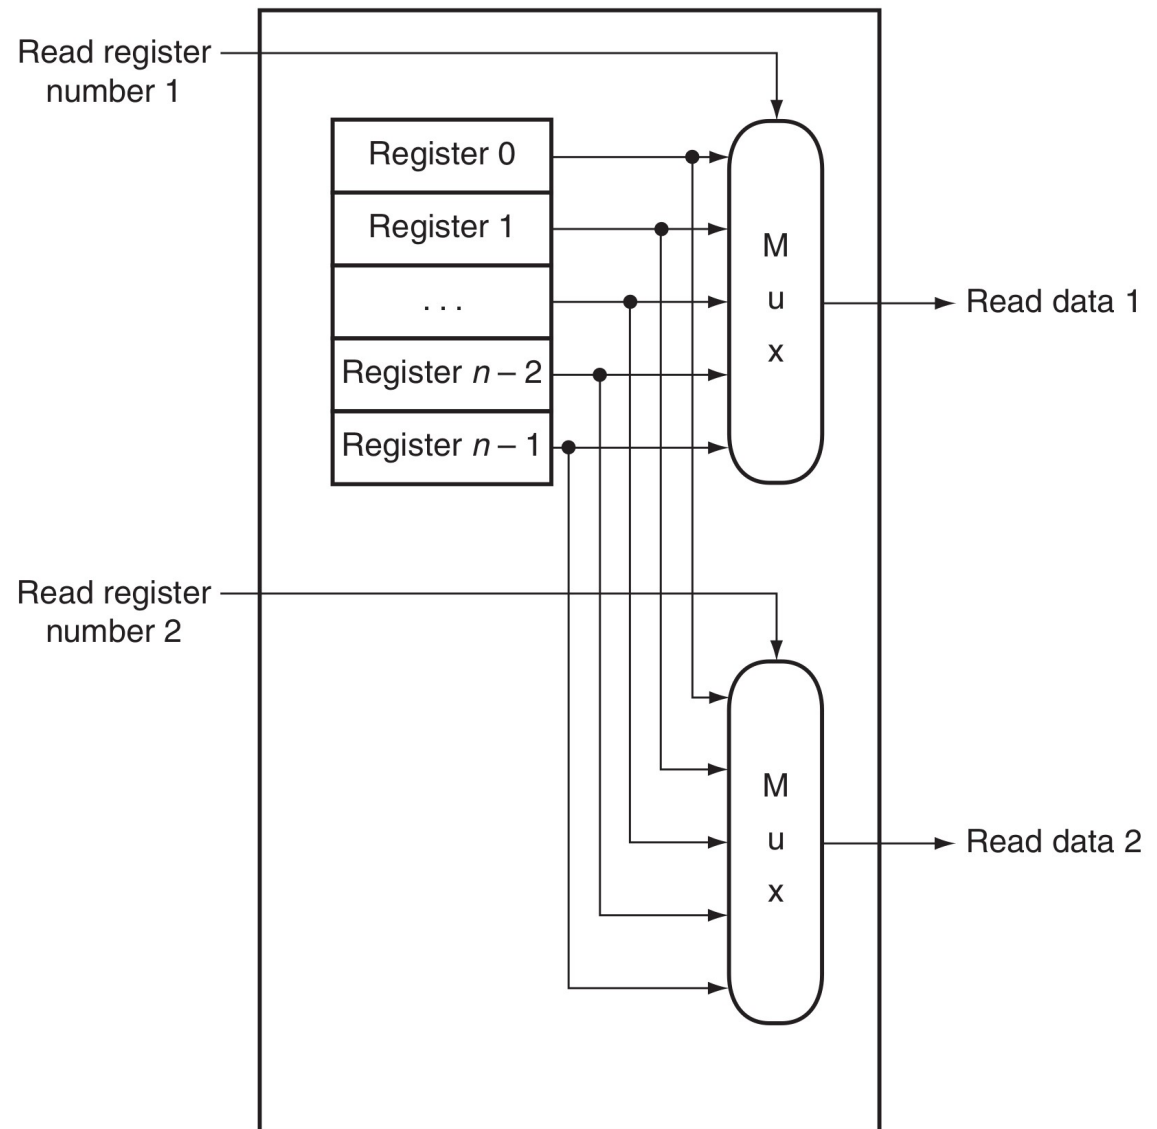 Read register
number 1
Register 0
Register 1
. . .
Register n – 2
Register n – 1
M
u
x
Read data 1
Read register
number 2
M
u
x
Read data 2